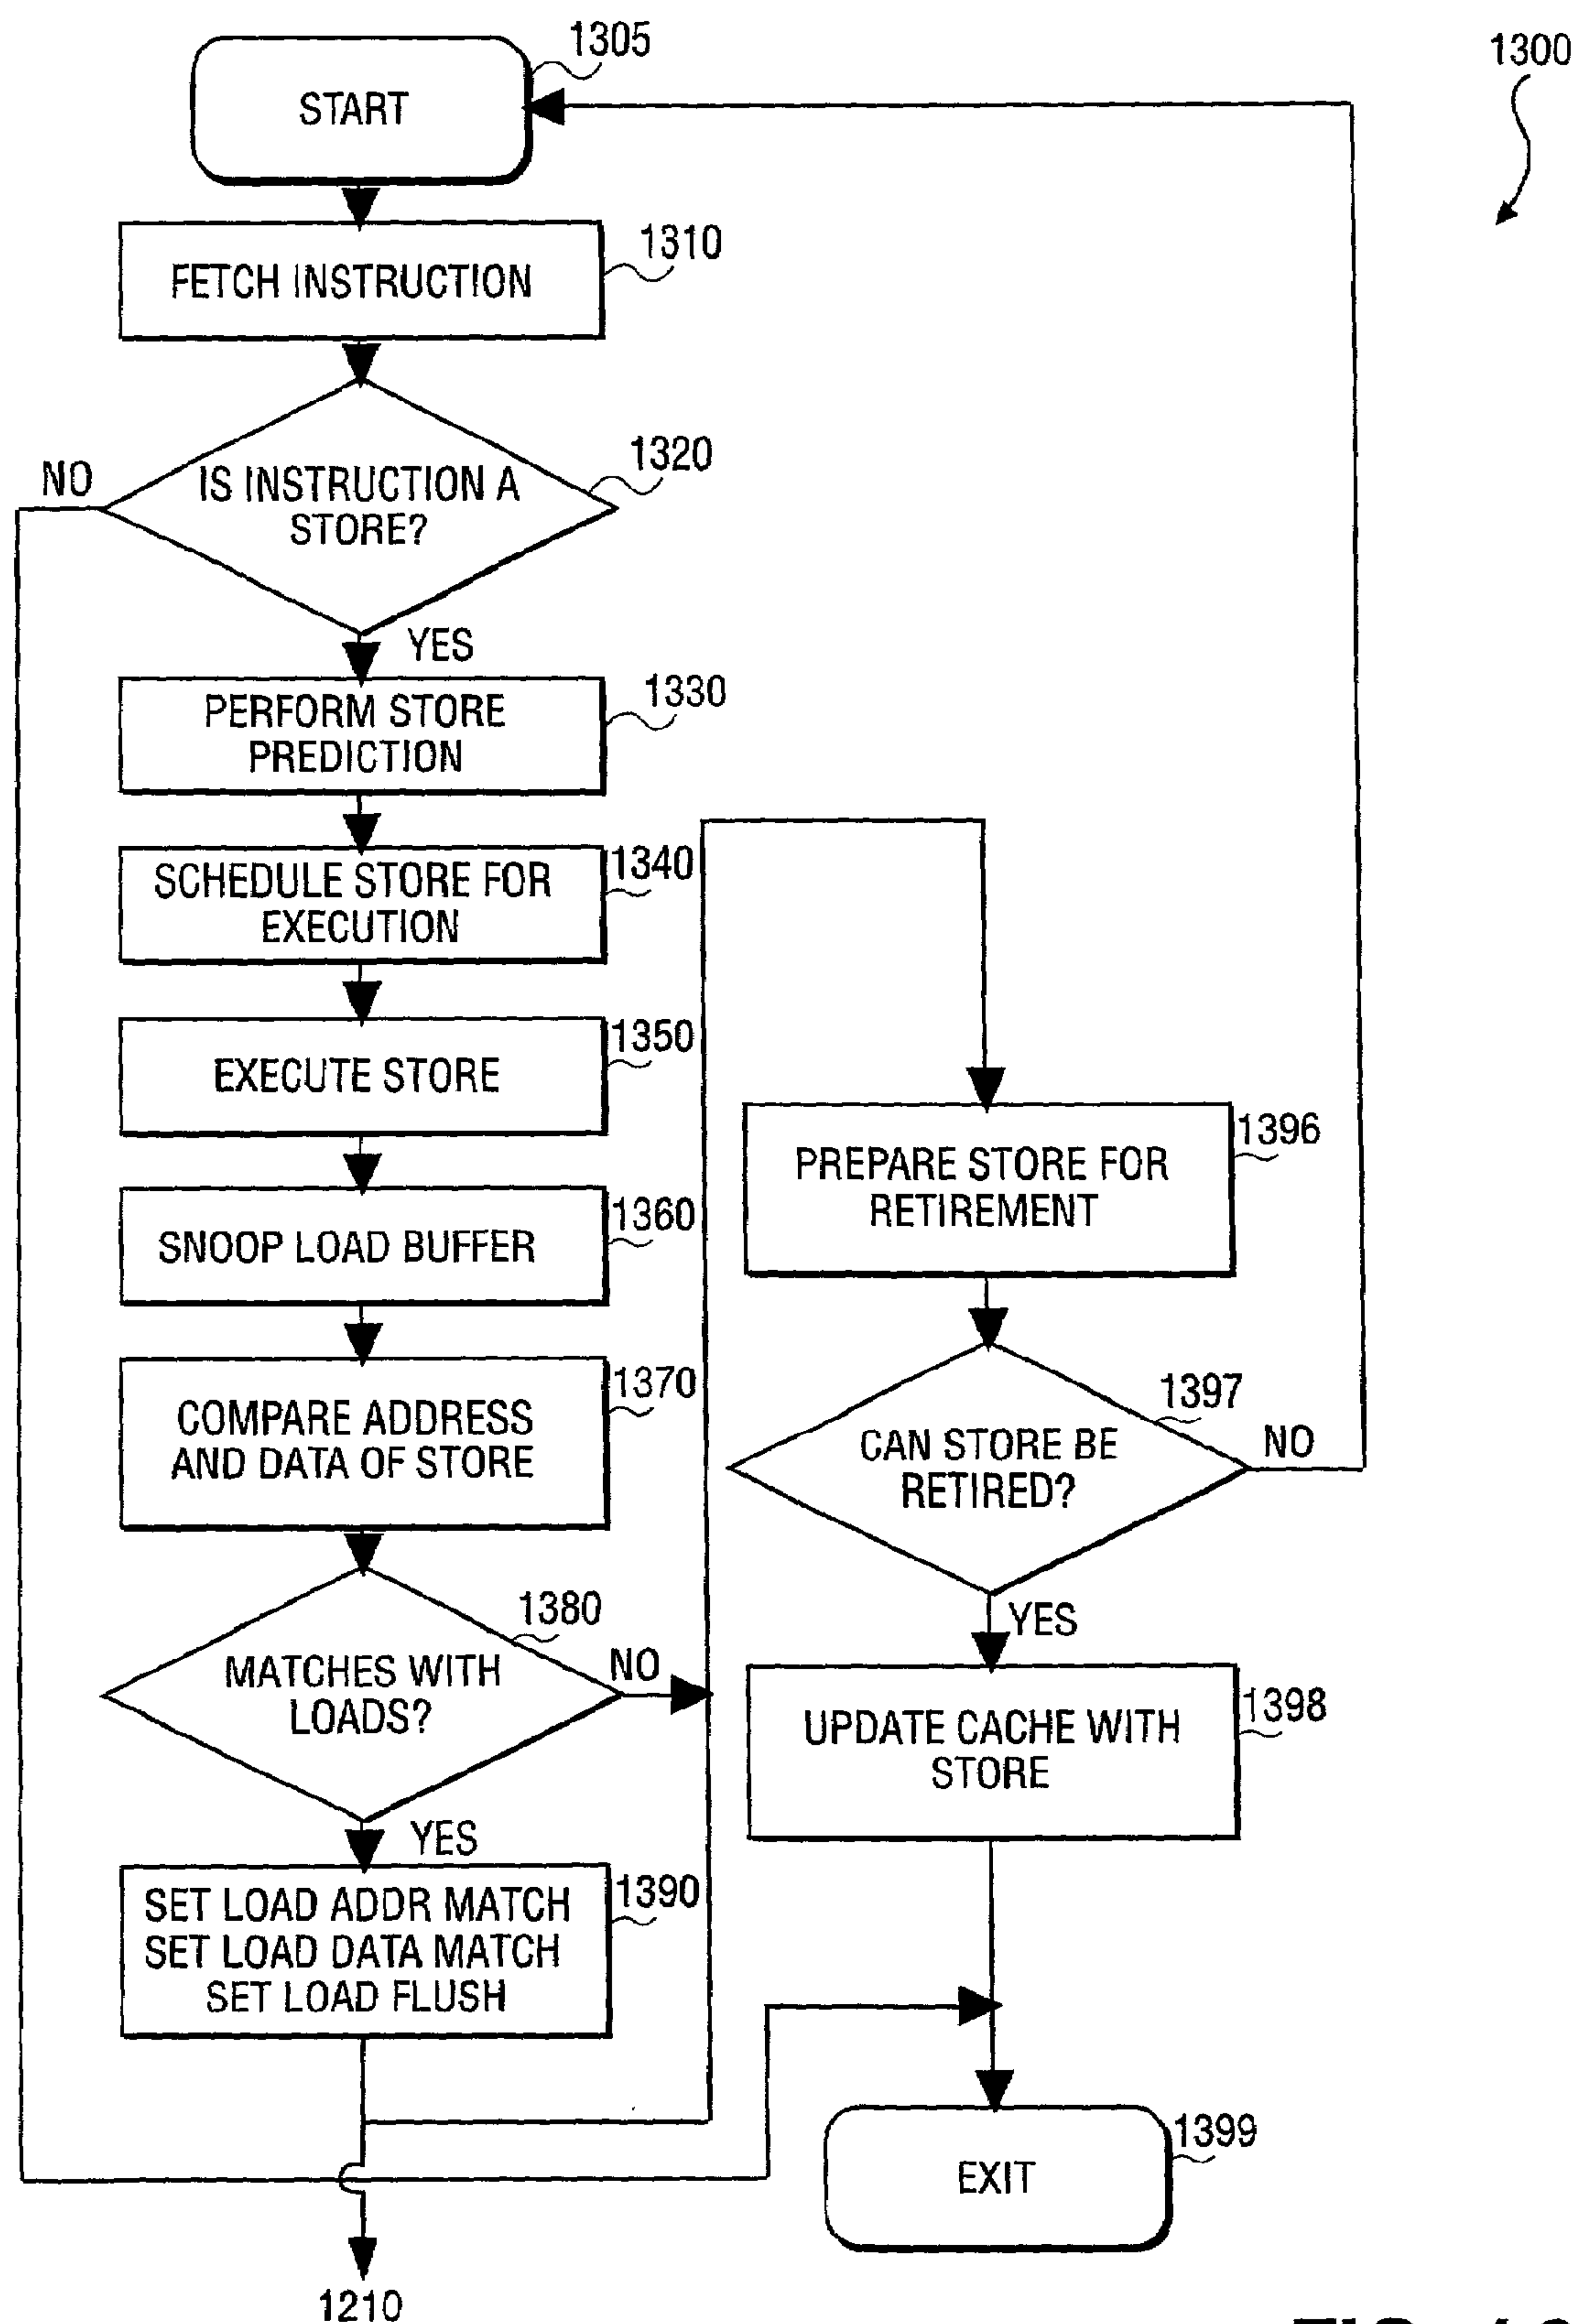 1305
1300
START
1310
FETCH INSTRUCTION
1320
NO
IS INSTRUCTION A
STORE?
YES
1330
PERFORM STORE
PREDICTION
1340
SCHEDULE STORE FOR
EXECUTION
1350
EXECUTE STORE
1360
SNOOP LOAD BUFFER
1370
COMPARE ADDRESS
AND DATA OF STORE
1380
NO
MATCHES WITH
LOADS?
YES
1390
SET LOAD ADDR MATCH
SET LOAD DATA MATCH
SET LOAD FLUSH
1210
1396
PREPARE STORE FOR
RETIREMENT
1397
CAN STORE BE
RETIRED?
NO
YES
1398
UPDATE CACHE WITH
STORE
1399
EXIT